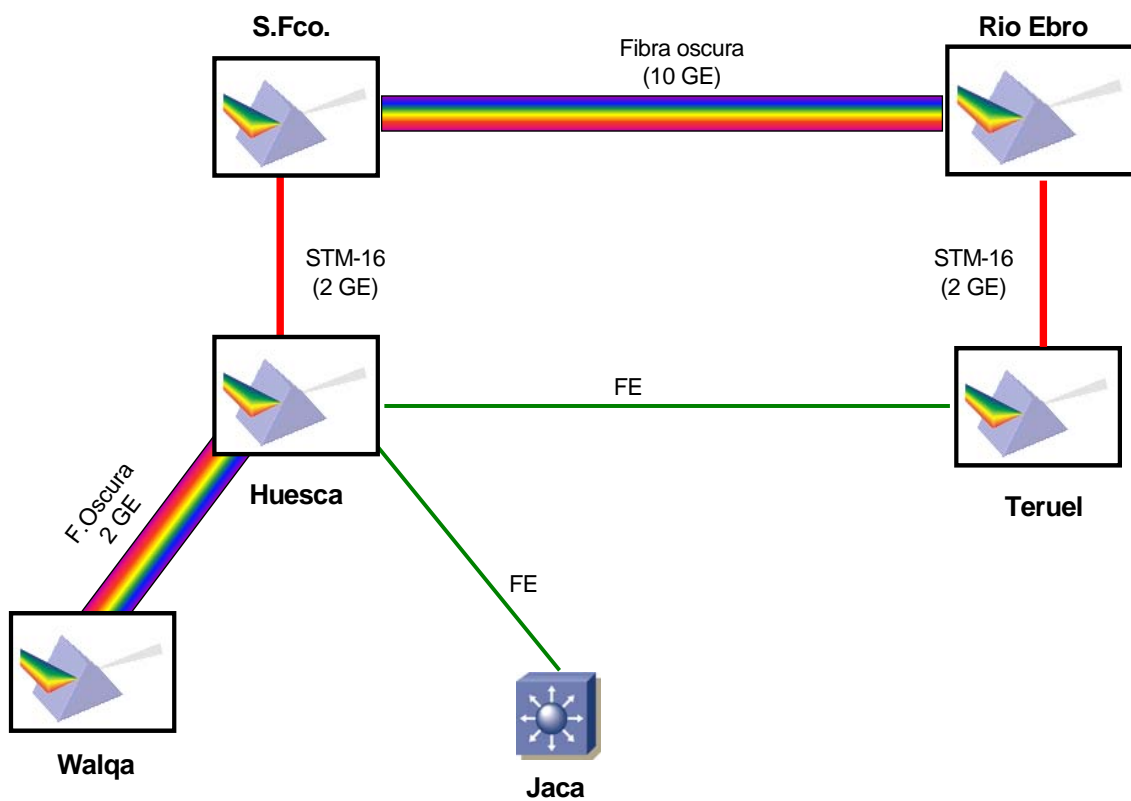 S.Fco.
Rio Ebro
Fibra oscura
(10 GE)
STM-16
(2 GE)
STM-16
(2 GE)
FE
Huesca
Teruel
F.Oscura
2 GE
FE
Walqa
Jaca